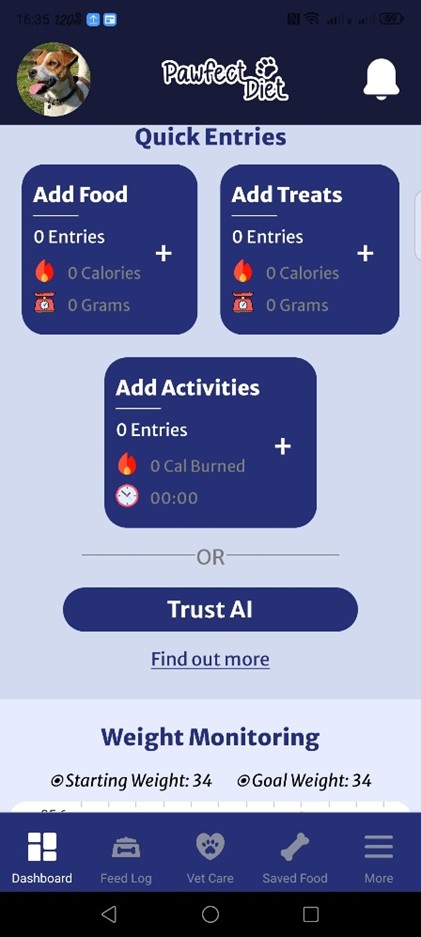 16:35
Pawfect
Diet
Quick Entries
Add Food
0 Entries
0 Calories
0 Grams
Add Treats
0 Entries
0 Calories
0 Grams
Add Activities
0 Entries
0 Cal Burned
00:00
OR
Trust AI
Find out more
Weight Monitoring
Starting Weight: 34 Goal Weight: 34
Dashboard Feed Log Vet Care Saved Food More